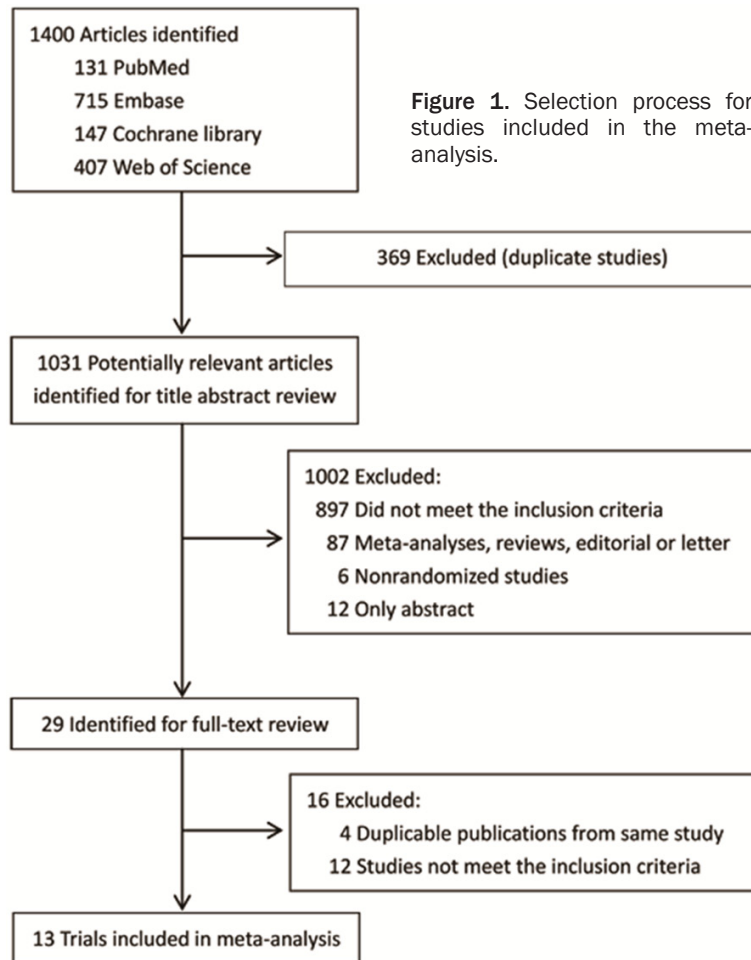 1400 Articles identified
131 PubMed
715 Embase
147 Cochrane library
407 Web of Science
Figure 1. Selection process for
studies included in the meta-
analysis.
369 Excluded (duplicate studies)
1031 Potentially relevant articles
identified for title abstract review
1002 Excluded:
897 Did not meet the inclusion criteria
87 Meta-analyses, reviews, editorial or letter
6 Nonrandomized studies
12 Only abstract
29 Identified for full-text review
16 Excluded:
4 Duplicable publications from same study
12 Studies not meet the inclusion criteria
13 Trials included in meta-analysis